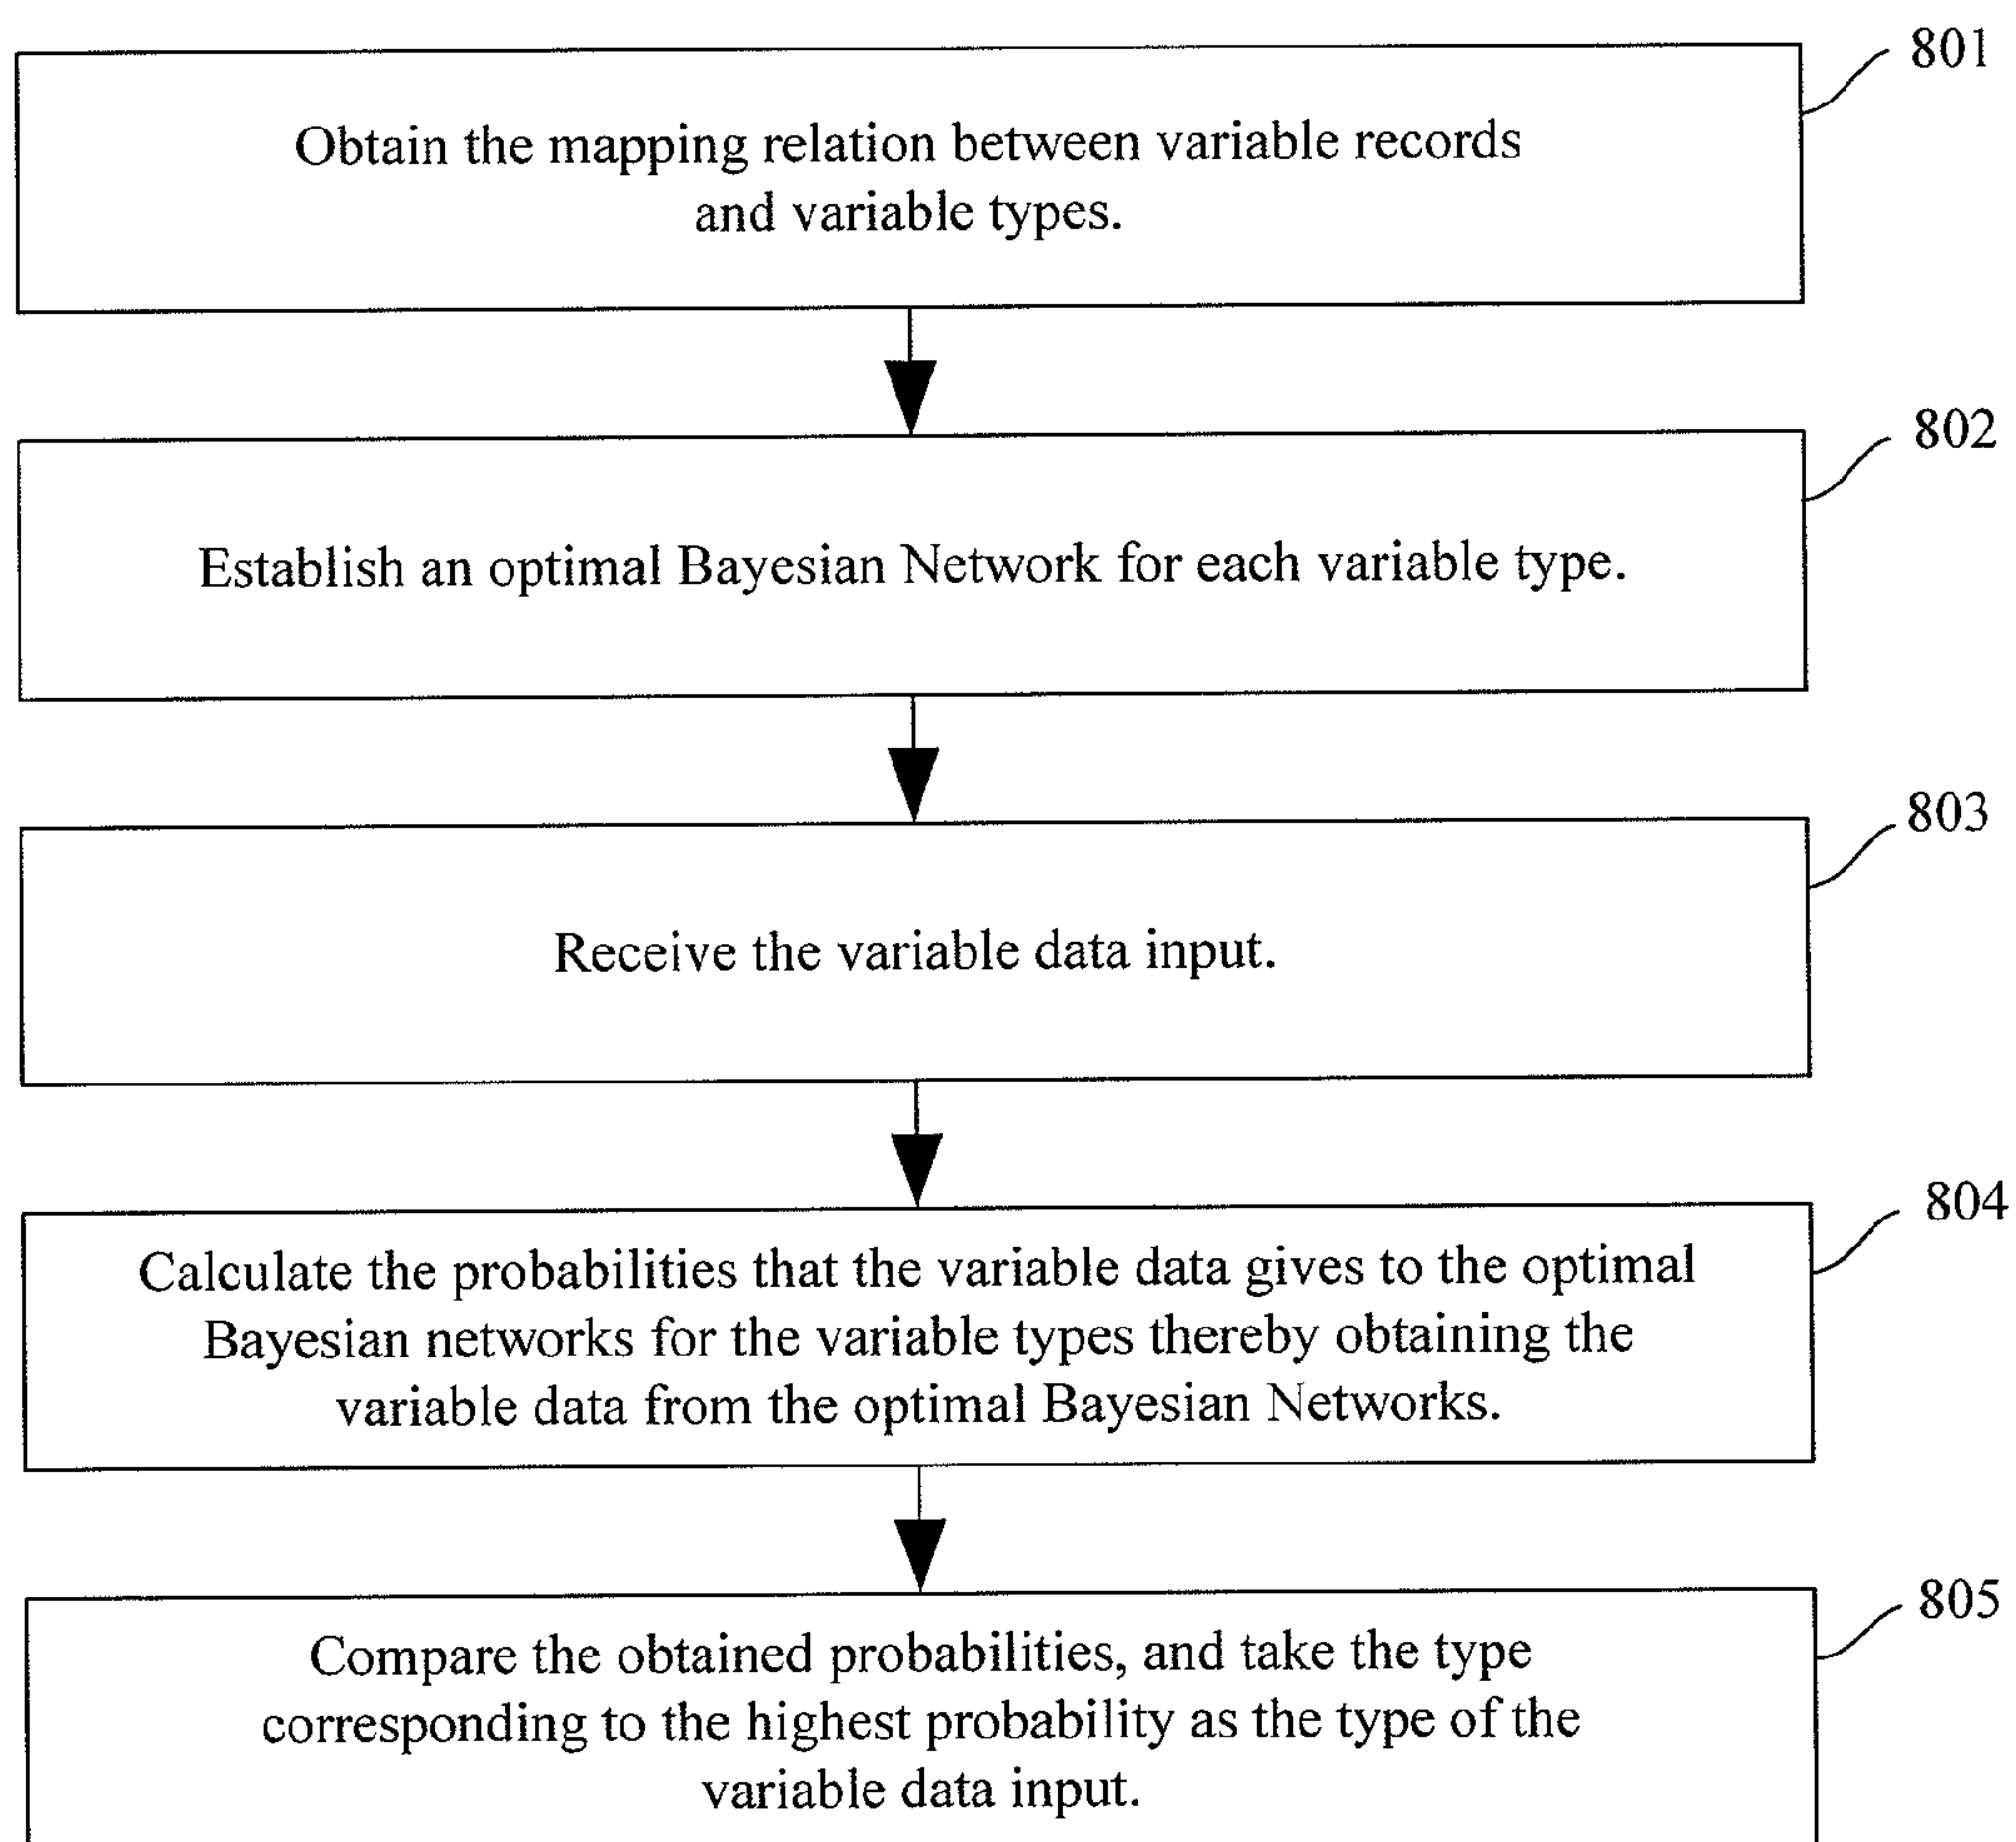 801
Obtain the mapping relation between variable records
and variable types.
802
Establish an optimal Bayesian Network for each variable type.
803
Receive the variable data input.
804
Calculate the probabilities that the variable data gives to the optimal
Bayesian networks for the variable types thereby obtaining the
variable data from the optimal Bayesian Networks.
805
Compare the obtained probabilities, and take the type
corresponding to the highest probability as the type of the
variable data input.